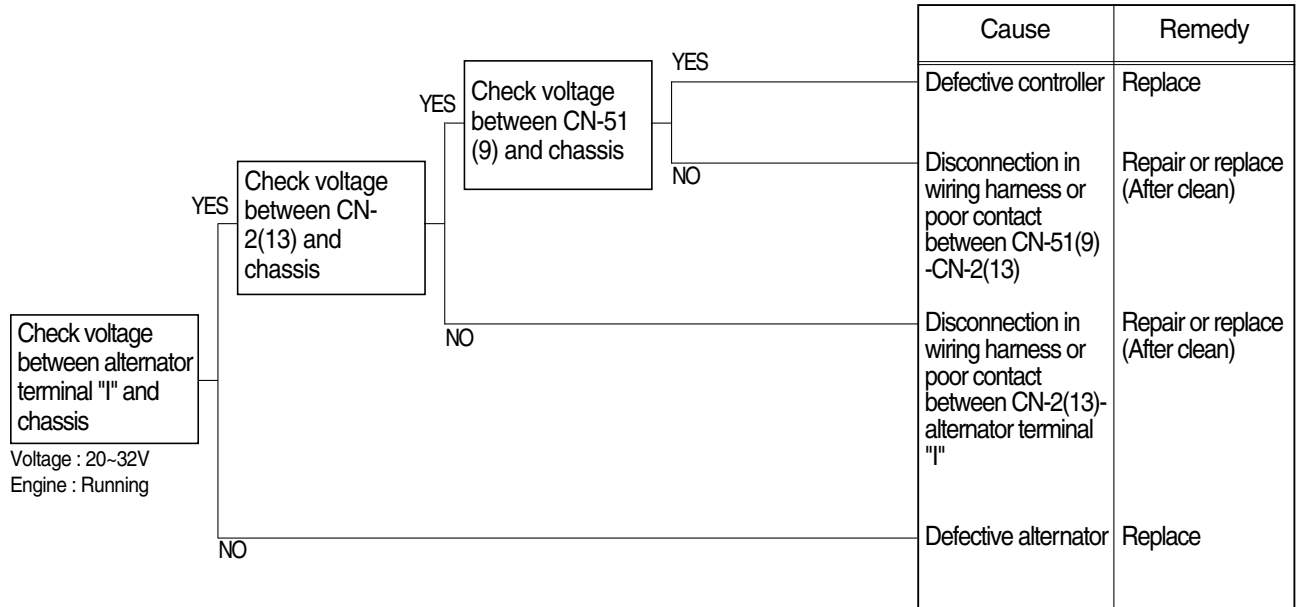 Cause
Remedy
YES
Check voltage
between CN-51
(9) and chassis
YES
Defective controller
Replace
NO
Disconnection in
wiring harness or
poor contact
between CN-51(9)
-CN-2(13)
Repair or replace
(After clean)
YES
Check voltage
between CN-
2(13) and
chassis
NO
Disconnection in
wiring harness or
poor contact
between CN-2(13)-
alternator terminal
"I"
Repair or replace
(After clean)
Check voltage
between alternator
terminal "I" and
chassis
Voltage : 20~32V
Engine : Running
NO
Defective alternator
Replace